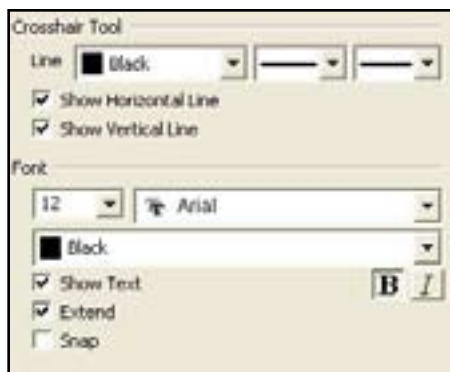 Crosshair Tool
Line Black
Show Horizontal Line
Show Vertical Line
Font
12 Arial
Black
Show Text B I
Extend
Snap